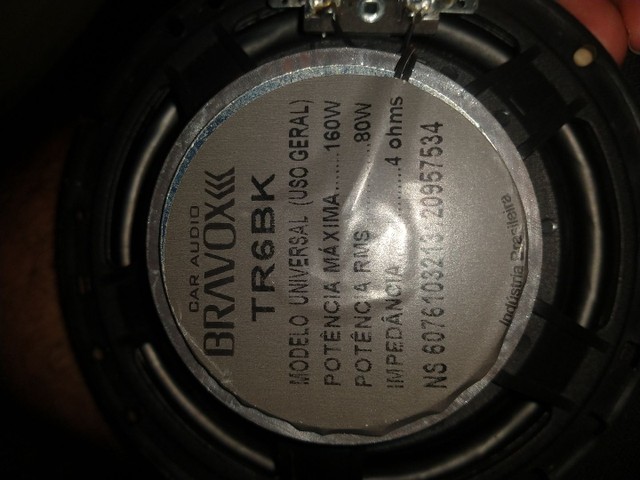 CAR AUDIO
BRAVOX
TR6BK
MODELO UNIVERSAL (USO GERAL)
POTÊNCIA MÁXIMA.......160W
POTÊNCIA RMS..............80W
IMPEDÂNCIA..............4 ohms
NS 6076103213 20957534
Indústria Brasileira